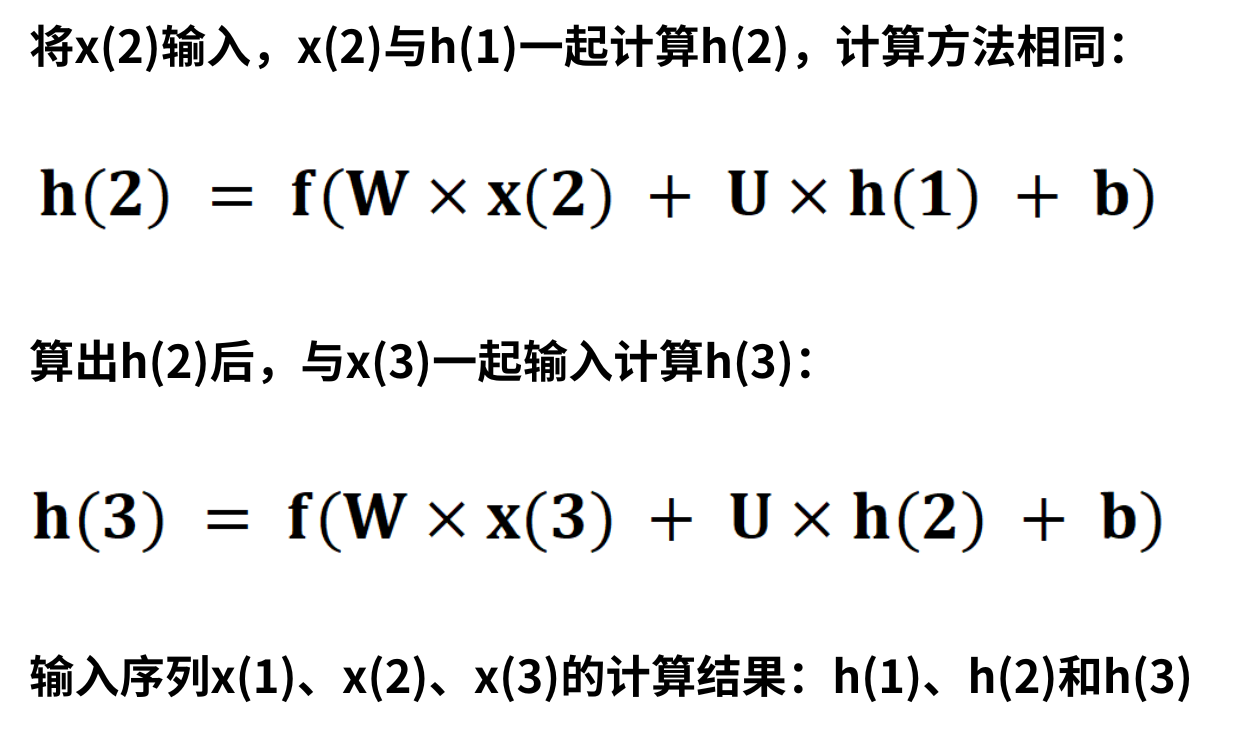 将x(2)输入，x(2)与h(1)一起计算h(2)，计算方法相同：
h(2) = f(W × x(2) + U × h(1) + b)
算出h(2)后，与x(3)一起输入计算h(3)：
h(3) = f(W × x(3) + U × h(2) + b)
输入序列x(1)、x(2)、x(3)的计算结果：h(1)、h(2)和h(3)